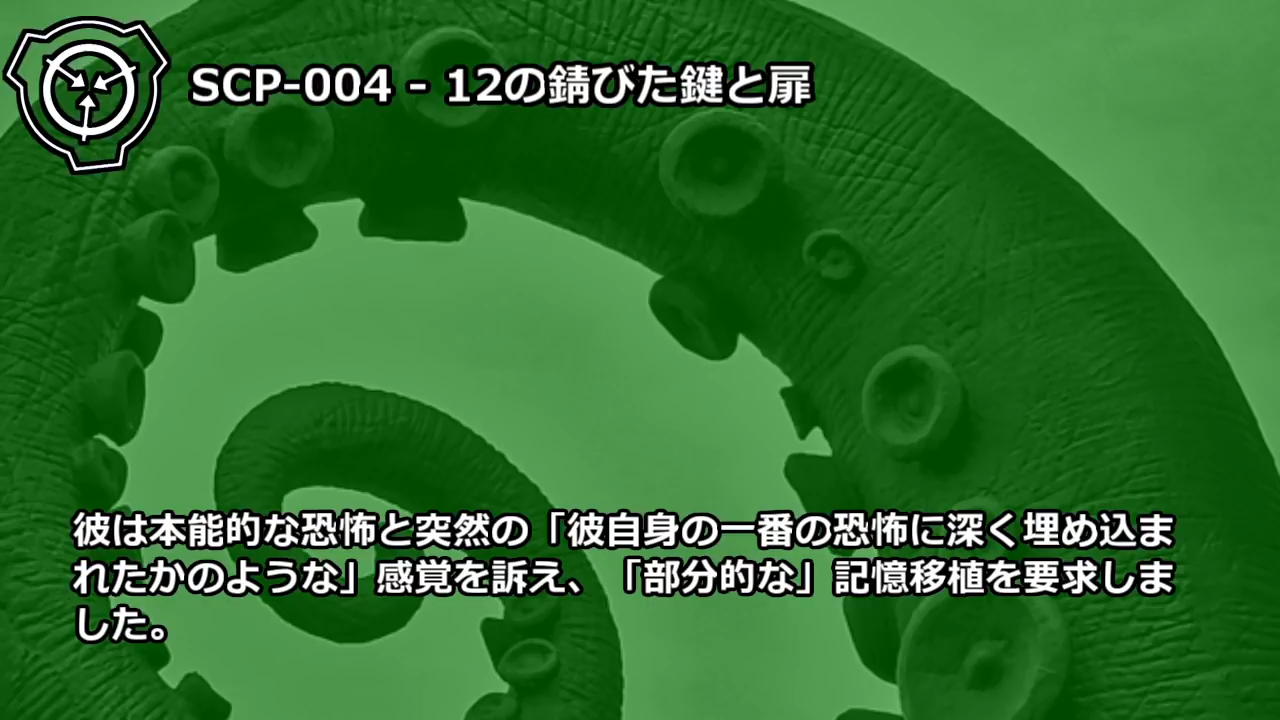 SCP-004 - 12の錆びた鍵と扉
彼は本能的な恐怖と突然の「彼自身の一番の恐怖に深く埋め込ま
れたかのような」感覚を訴え、「部分的な」記憶移植を要求しま
した。